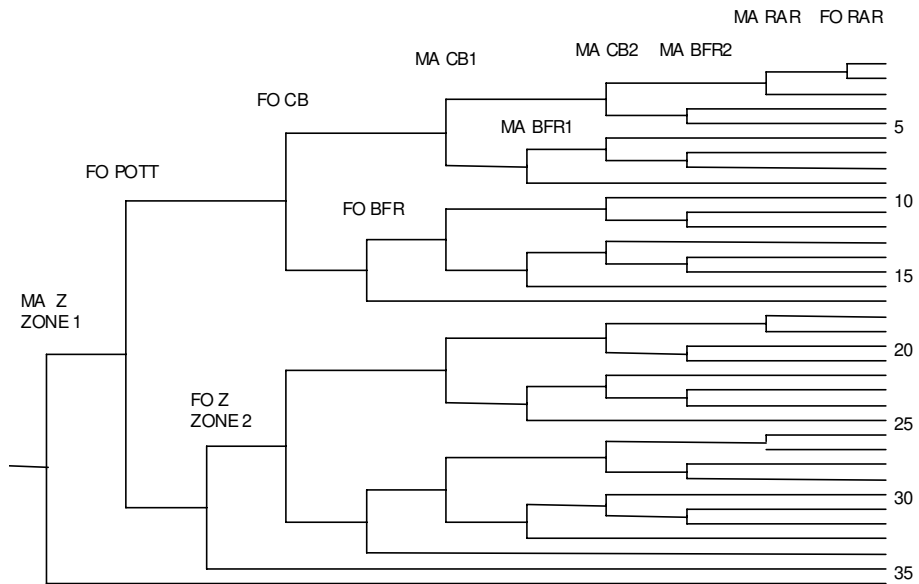 MA RAR FO RAR
MA CB1 MA CB2 MA BFR2
FO CB
MA BFR1
5
FO POTT
FO BFR
10
15
MA Z
ZONE 1
20
FO Z
ZONE 2
25
30
35